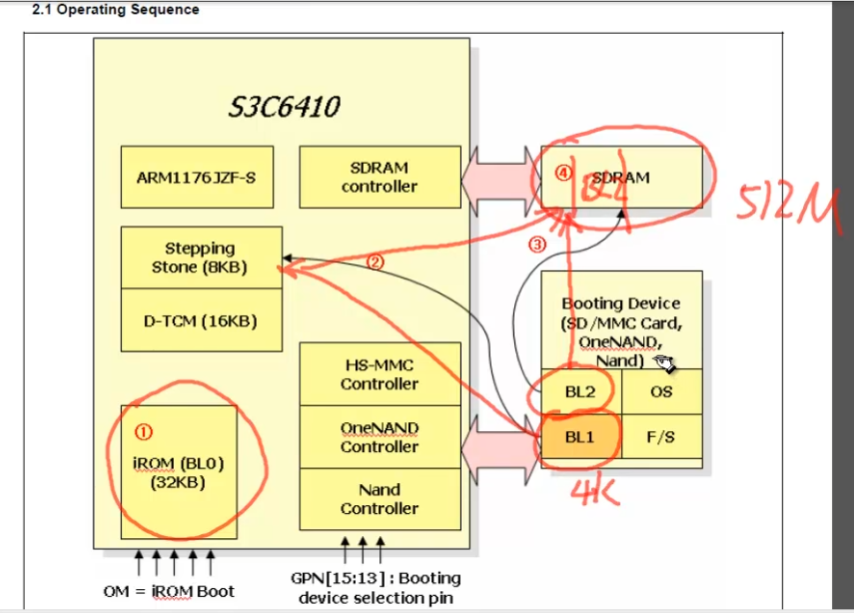 2.1 Operating Sequence
S3C6410
ARM1176JZF-S
SDRAM
controller
④
BL2
SDRAM
512M
Stepping
Stone (8KB)
②
③
D-TCM (16KB)
Booting Device
(SD/MMC Card,
OneNAND,
Nand)
HS-MMC
Controller
BL2
OS
①
iROM (BL0)
(32KB)
OneNAND
Controller
BL1
F/S
4K
Nand
Controller
OM = iROM Boot
GPN[15:13] : Booting
device selection pin